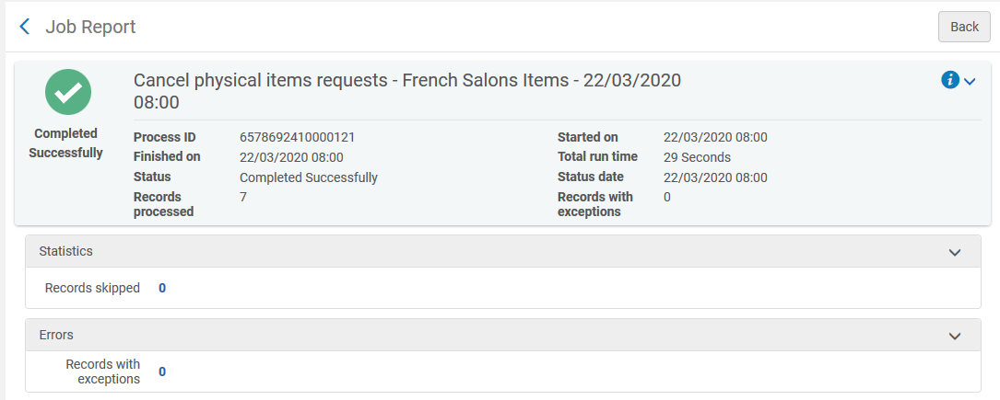 Job Report
Back
Cancel physical items requests - French Salons Items - 22/03/2020
08:00
Completed
Successfully
Process ID 6578692410000121 Started on 22/03/2020 08:00
Finished on 22/03/2020 08:00 Total run time 29 Seconds
Status Completed Successfully Status date 22/03/2020 08:00
Records processed 7 Records with exceptions 0
Statistics
Records skipped 0
Errors
Records with
exceptions 0